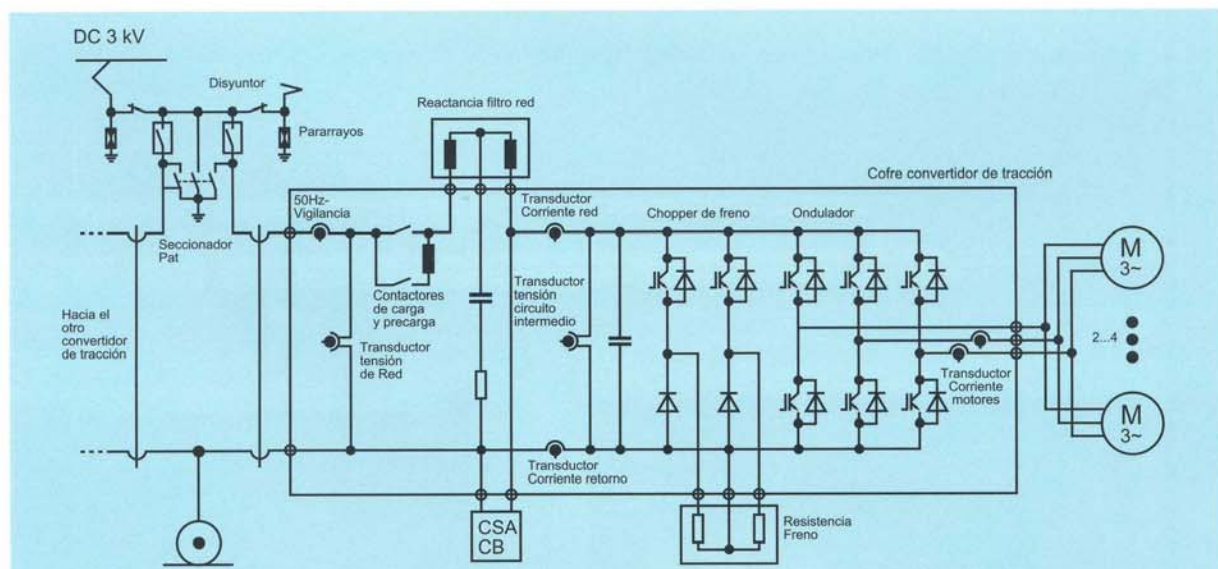 DC 3 kV
Disyuntor
Pararrayos
Reactancia filtro red
Cofre convertidor de tracción
50Hz-
Vigilancia
Transductor
Corriente red
Chopper de freno
Ondulador
Seccionador
Pat
Contactores
de carga
y precarga
Transductor
tensión
circuito
intermedio
M
3~
Hacia el
otro
convertidor
de tracción
Transductor
tensión
de Red
2...4
Transductor
Corriente
motores
M
3~
Transductor
Corriente retorno
CSA
CB
Resistencia
Freno